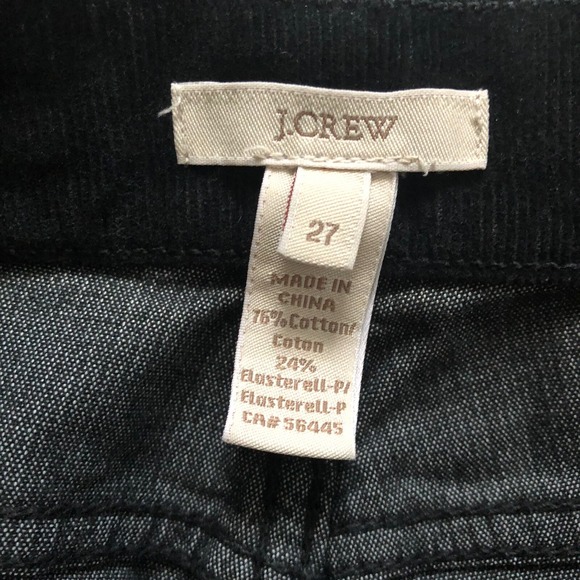 J.CREW
27
MADE IN
CHINA
76% Cotton/
Coton
24%
Elasterell-P/
Elasterell-P
CA# 56445